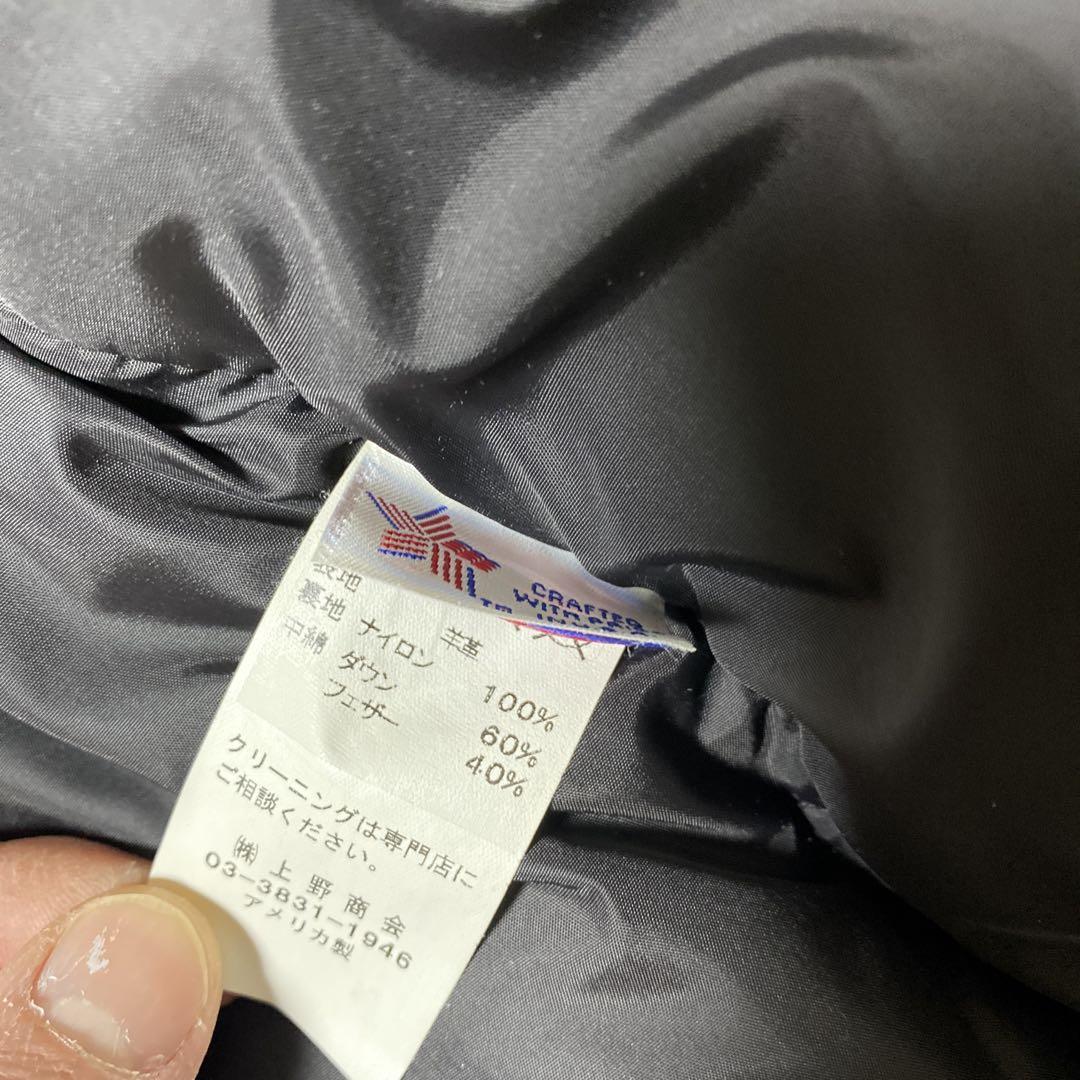 CRAFTED
WITH PRIDE
IN U
表地 羊革
裏地 ナイロン 100%
中綿 ダウン 60%
フェザー 40%
クリーニングは専門店に
ご相談ください。
㈱上野商会
03-3831-1946
アメリカ製